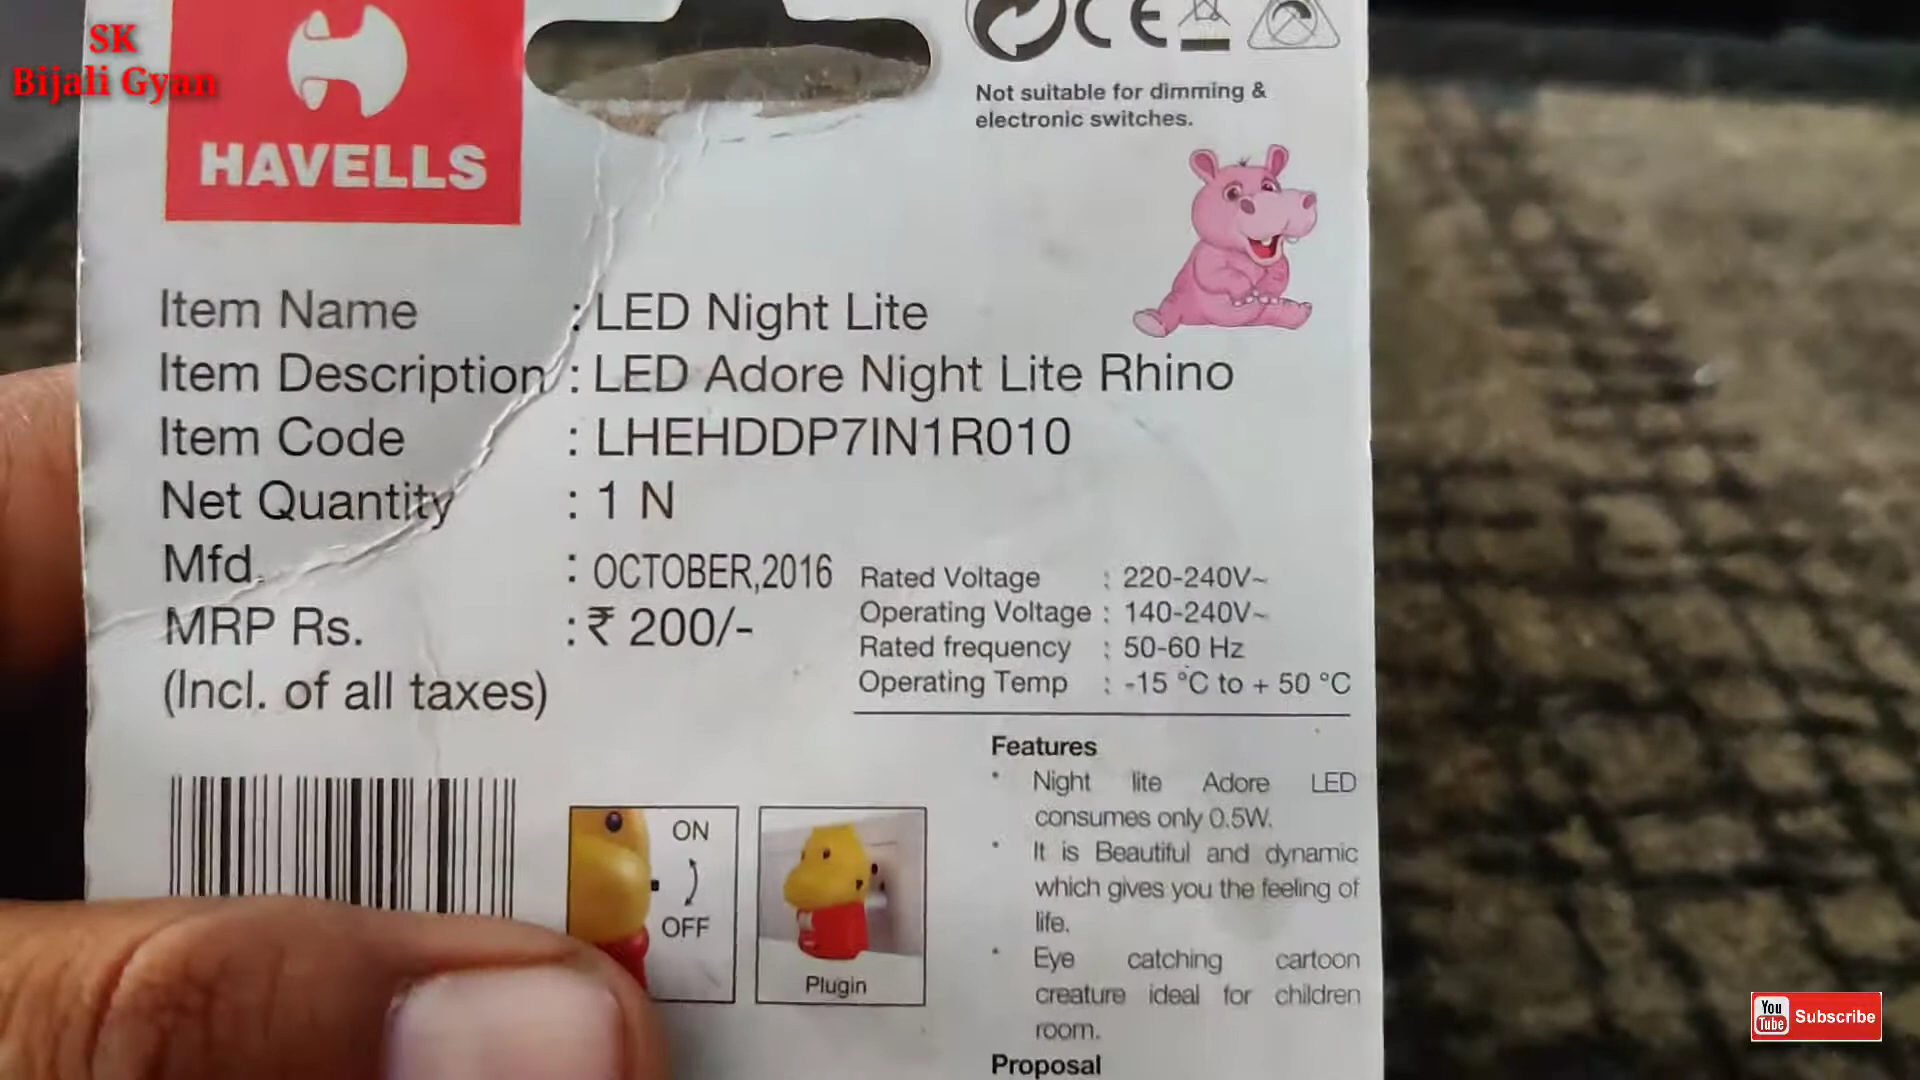 SK
Bijali Gyan
HAVELLS
CE
Not suitable for dimming &
electronic switches.
Item Name : LED Night Lite
Item Description : LED Adore Night Lite Rhino
Item Code : LHEHDDP7IN1R010
Net Quantity : 1 N
Mfd. : OCTOBER,2016
MRP Rs. : ₹ 200/-
(Incl. of all taxes)
Rated Voltage : 220-240V~
Operating Voltage : 140-240V~
Rated frequency : 50-60 Hz
Operating Temp : -15 °C to + 50 °C
ON
OFF
Plugin
Features
* Night lite Adore LED
consumes only 0.5W.
* It is Beautiful and dynamic
which gives you the feeling of
life.
* Eye catching cartoon
creature ideal for children
room.
Proposal
You
Tube
Subscribe